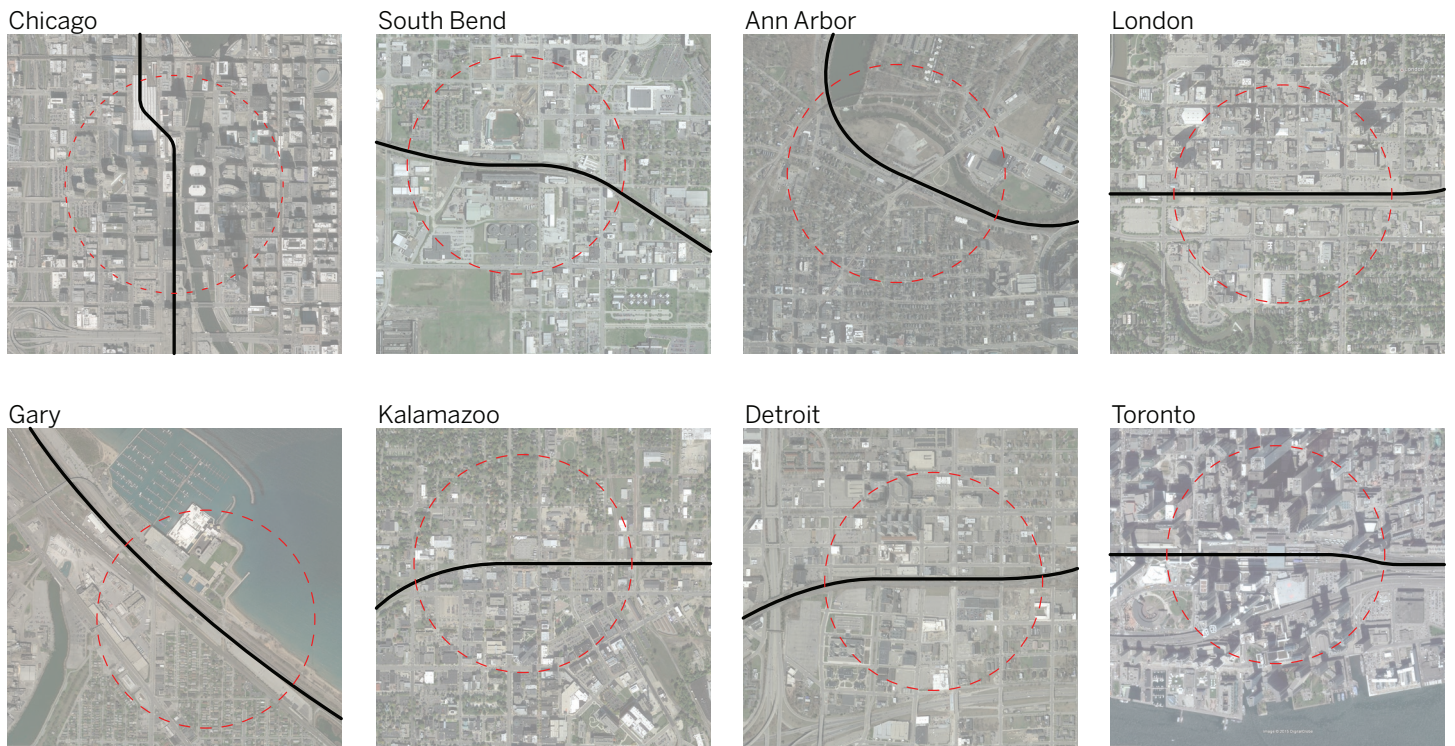 Chicago
South Bend
Ann Arbor
London
Gary
Kalamazoo
Detroit
Toronto